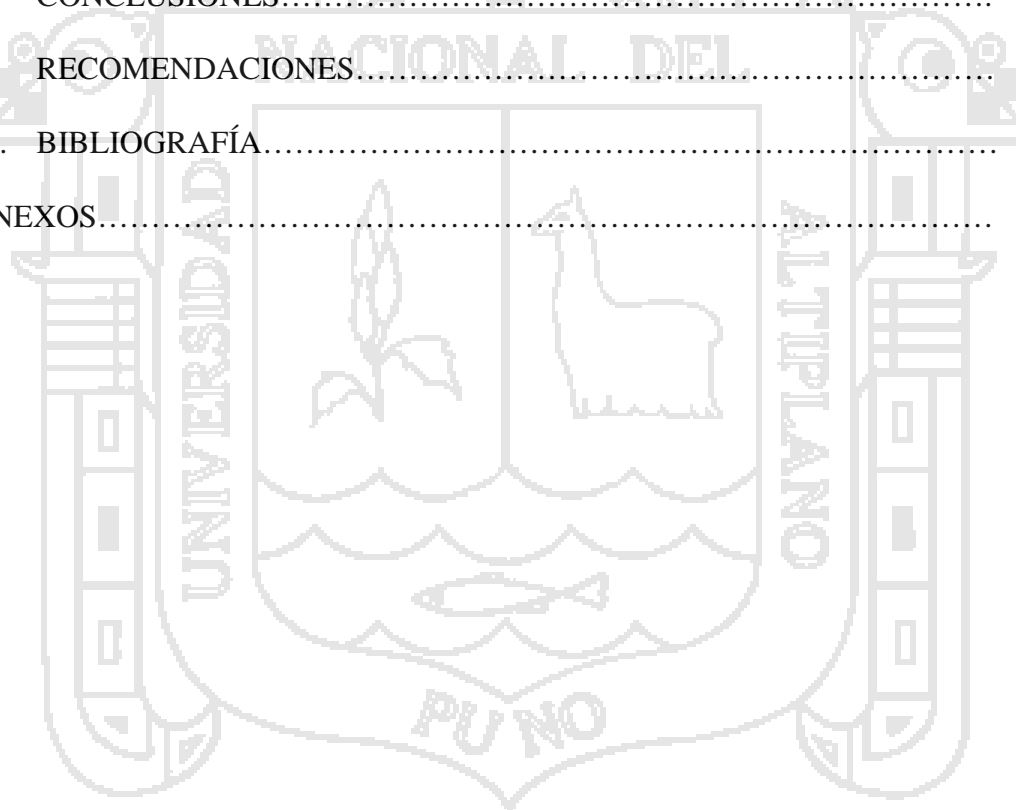 CONCLUSIONES……………………………………………………………….
NACIONAL DEL
RECOMENDACIONES…………………………………………………………
. BIBLIOGRAFÍA…………………………………………………………………
NEXOS………………………………………………………………………………
UNIVERSIDAD
ALTIPLANO
PUNO